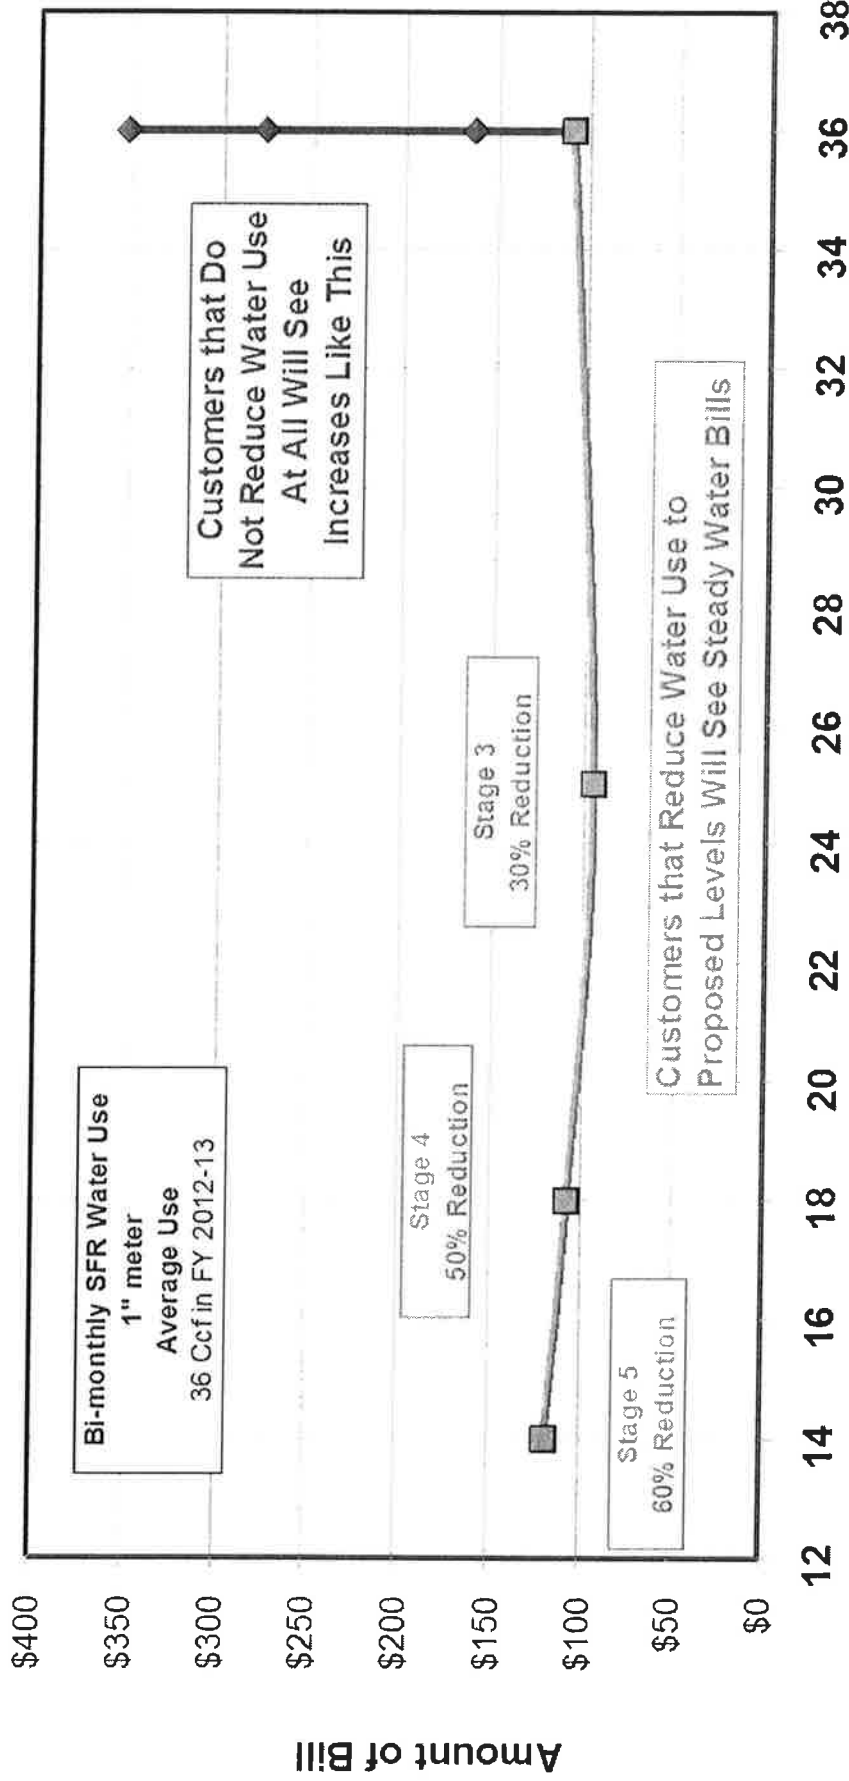 Amount of Bill
$400
$350
$300
$250
$200
$150
$100
$50
$0
Bi-monthly SFR Water Use
1" meter
Average Use
36 Ccf in FY 2012-13
Customers that Do
Not Reduce Water Use
At All Will See
Increases Like This
Stage 5
60% Reduction
Stage 4
50% Reduction
Stage 3
30% Reduction
Customers that Reduce Water Use to
Proposed Levels Will See Steady Water Bills
12
14
16
18
20
22
24
26
28
30
32
34
36
38